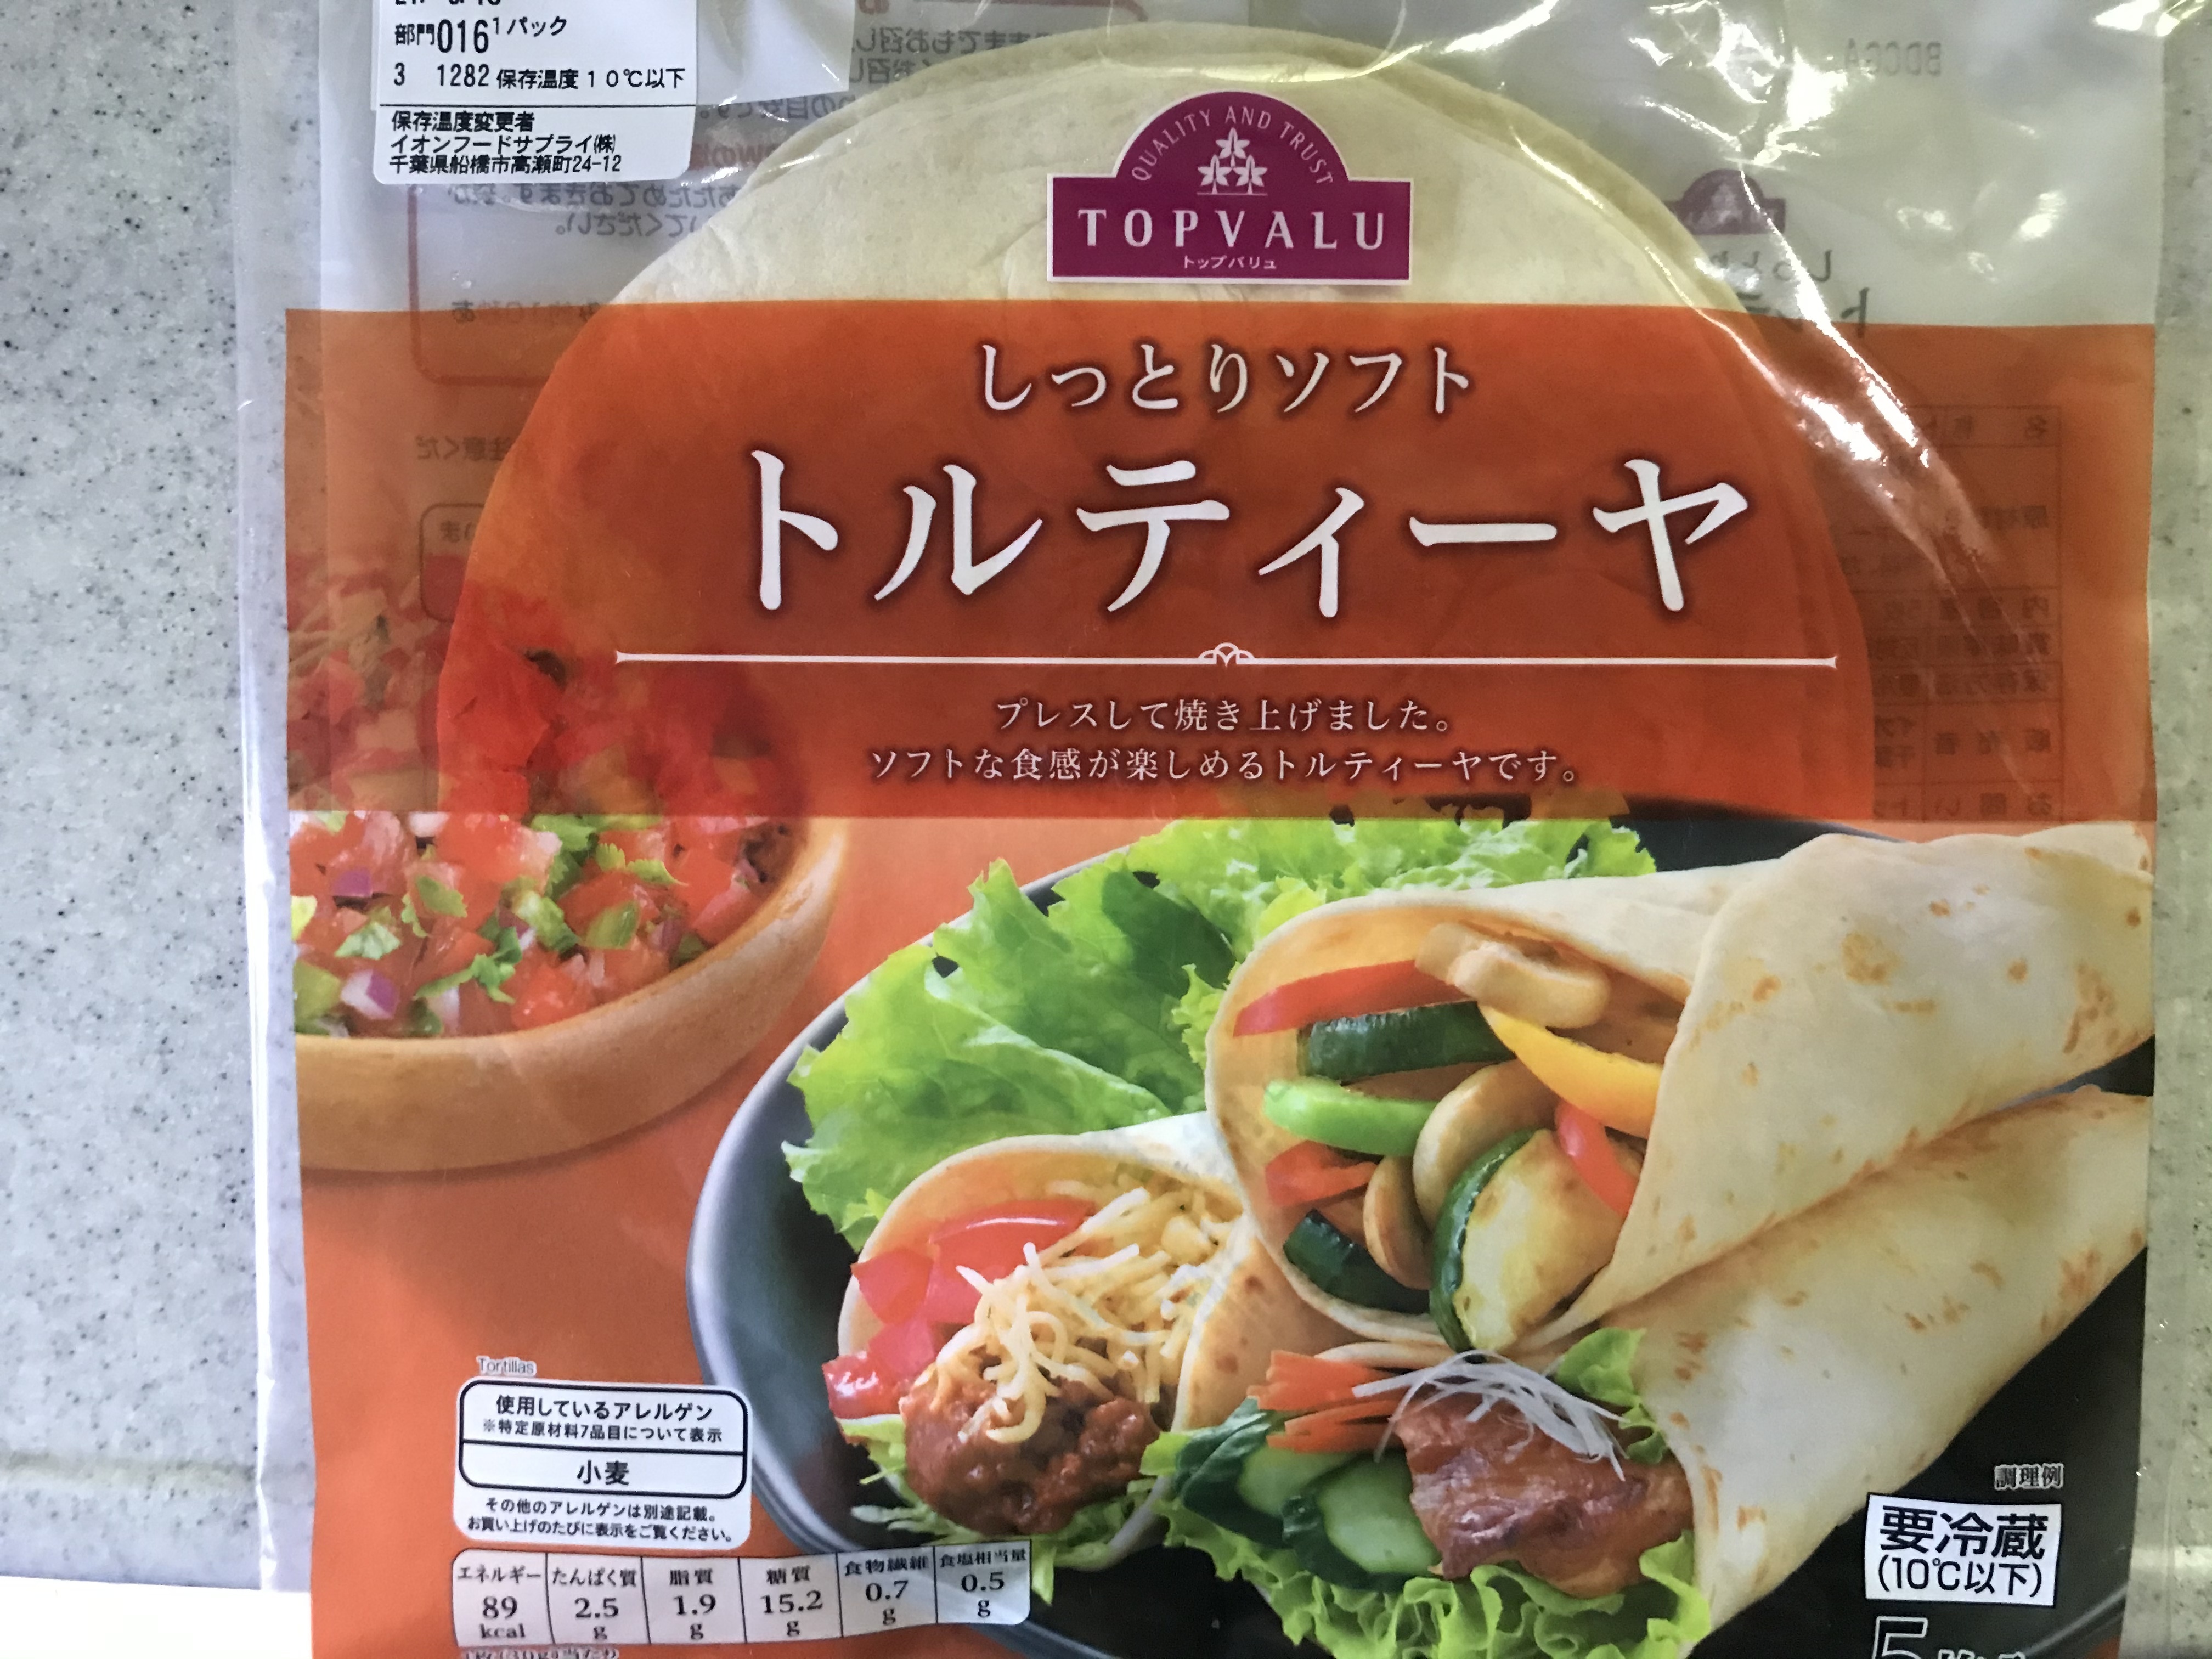 部門016 1パック
3 1282 保存温度 10℃以下
保存温度変更者
イオンフードサプライ㈱
千葉県船橋市高瀬町24-12
QUALITY AND TRUST
TOPVALU
トップバリュ
しっとりソフト
トルティーヤ
プレスして焼き上げました。
ソフトな食感が楽しめるトルティーヤです。
Tortillas
使用しているアレルゲン
※特定原材料7品目について表示
小麦
その他のアレルゲンは別途記載。
お買い上げのたびに表示をご覧ください。
エネルギー たんぱく質 脂質 糖質 食物繊維 食塩相当量
89 2.5 1.9 15.2 0.7 0.5
kcal g g g g g
調理例
要冷蔵
(10℃以下)
5